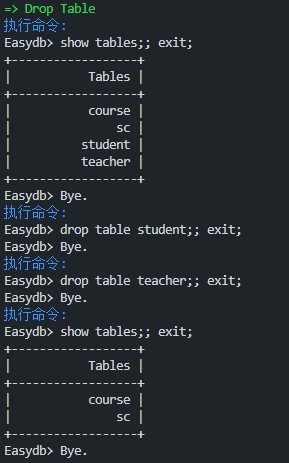 => Drop Table
执行命令:
Easydb> show tables;; exit;
+------------------+
|           Tables |
+------------------+
|           course |
|               sc |
|          student |
|          teacher |
+------------------+
Easydb> Bye.
执行命令:
Easydb> drop table student;; exit;
Easydb> Bye.
执行命令:
Easydb> drop table teacher;; exit;
Easydb> Bye.
执行命令:
Easydb> show tables;; exit;
+------------------+
|           Tables |
+------------------+
|           course |
|               sc |
+------------------+
Easydb> Bye.